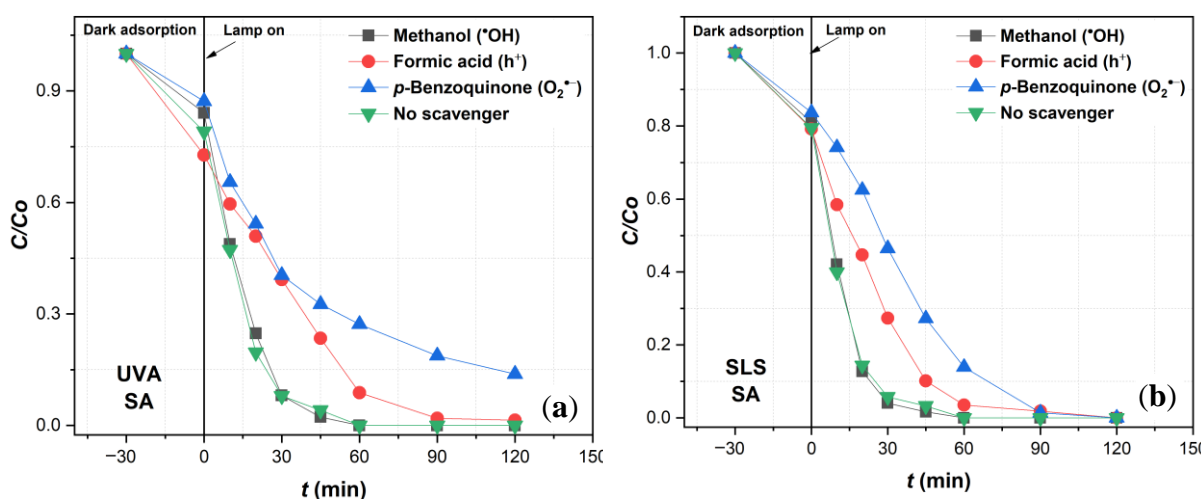 Dark adsorption
Lamp on
Methanol (•OH)
Formic acid (h⁺)
p-Benzoquinone (O₂•⁻)
No scavenger
C/Co
0.9
0.6
0.3
0.0
UVA
SA
(a)
−30 0 30 60 90 120 150
t (min)
Dark adsorption
Lamp on
Methanol (•OH)
Formic acid (h⁺)
p-Benzoquinone (O₂•⁻)
No scavenger
C/Co
1.0
0.8
0.6
0.4
0.2
0.0
SLS
SA
(b)
−30 0 30 60 90 120 150
t (min)